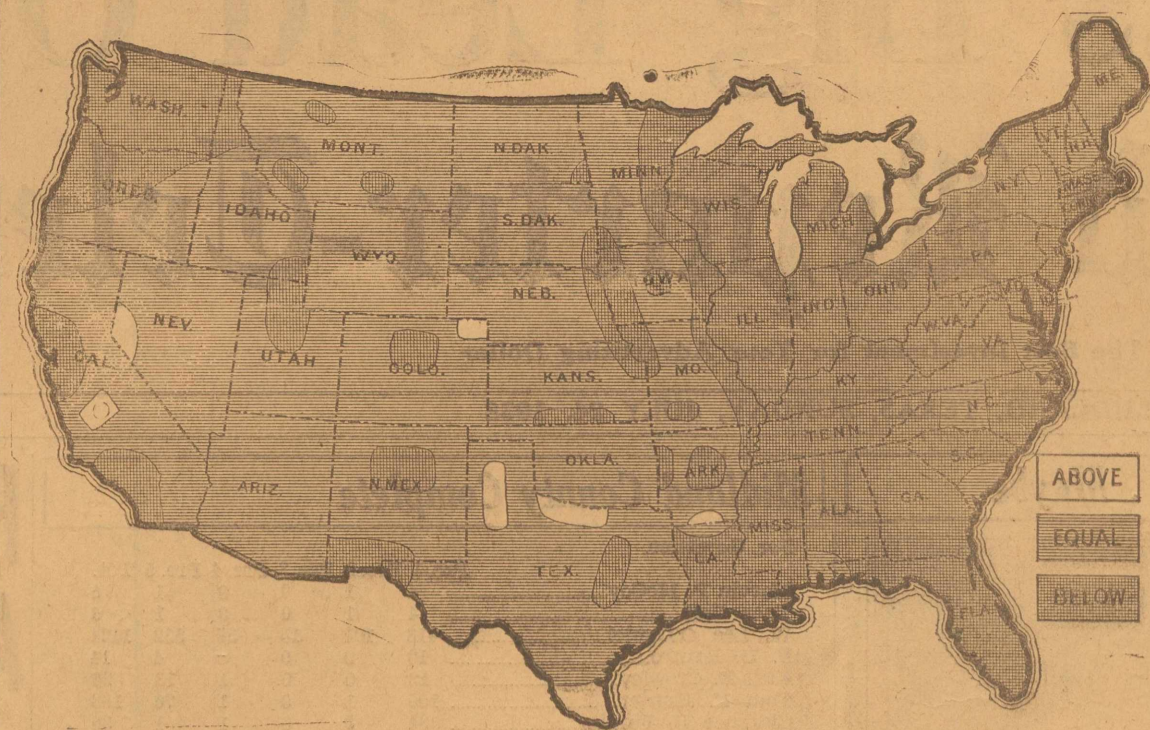 WASH.
MONT.
N.DAK.
MINN
OREG.
IDAHO
S.DAK.
WYO.
WIS.
MICH
ME.
VT.
N.H.
MASS
N.Y.
PA.
NEB.
IOWA
NEV.
UTAH
COLO.
KANS.
MO.
ILL
IND.
OHIO
W.VA.
VA.
MD
DEL
CAL
KY
TENN
N.C.
S.C.
ARIZ.
N.MEX
OKLA.
ARK
TEX.
LA.
MISS
ALA.
GA.
FLA
ABOVE
EQUAL
BELOW